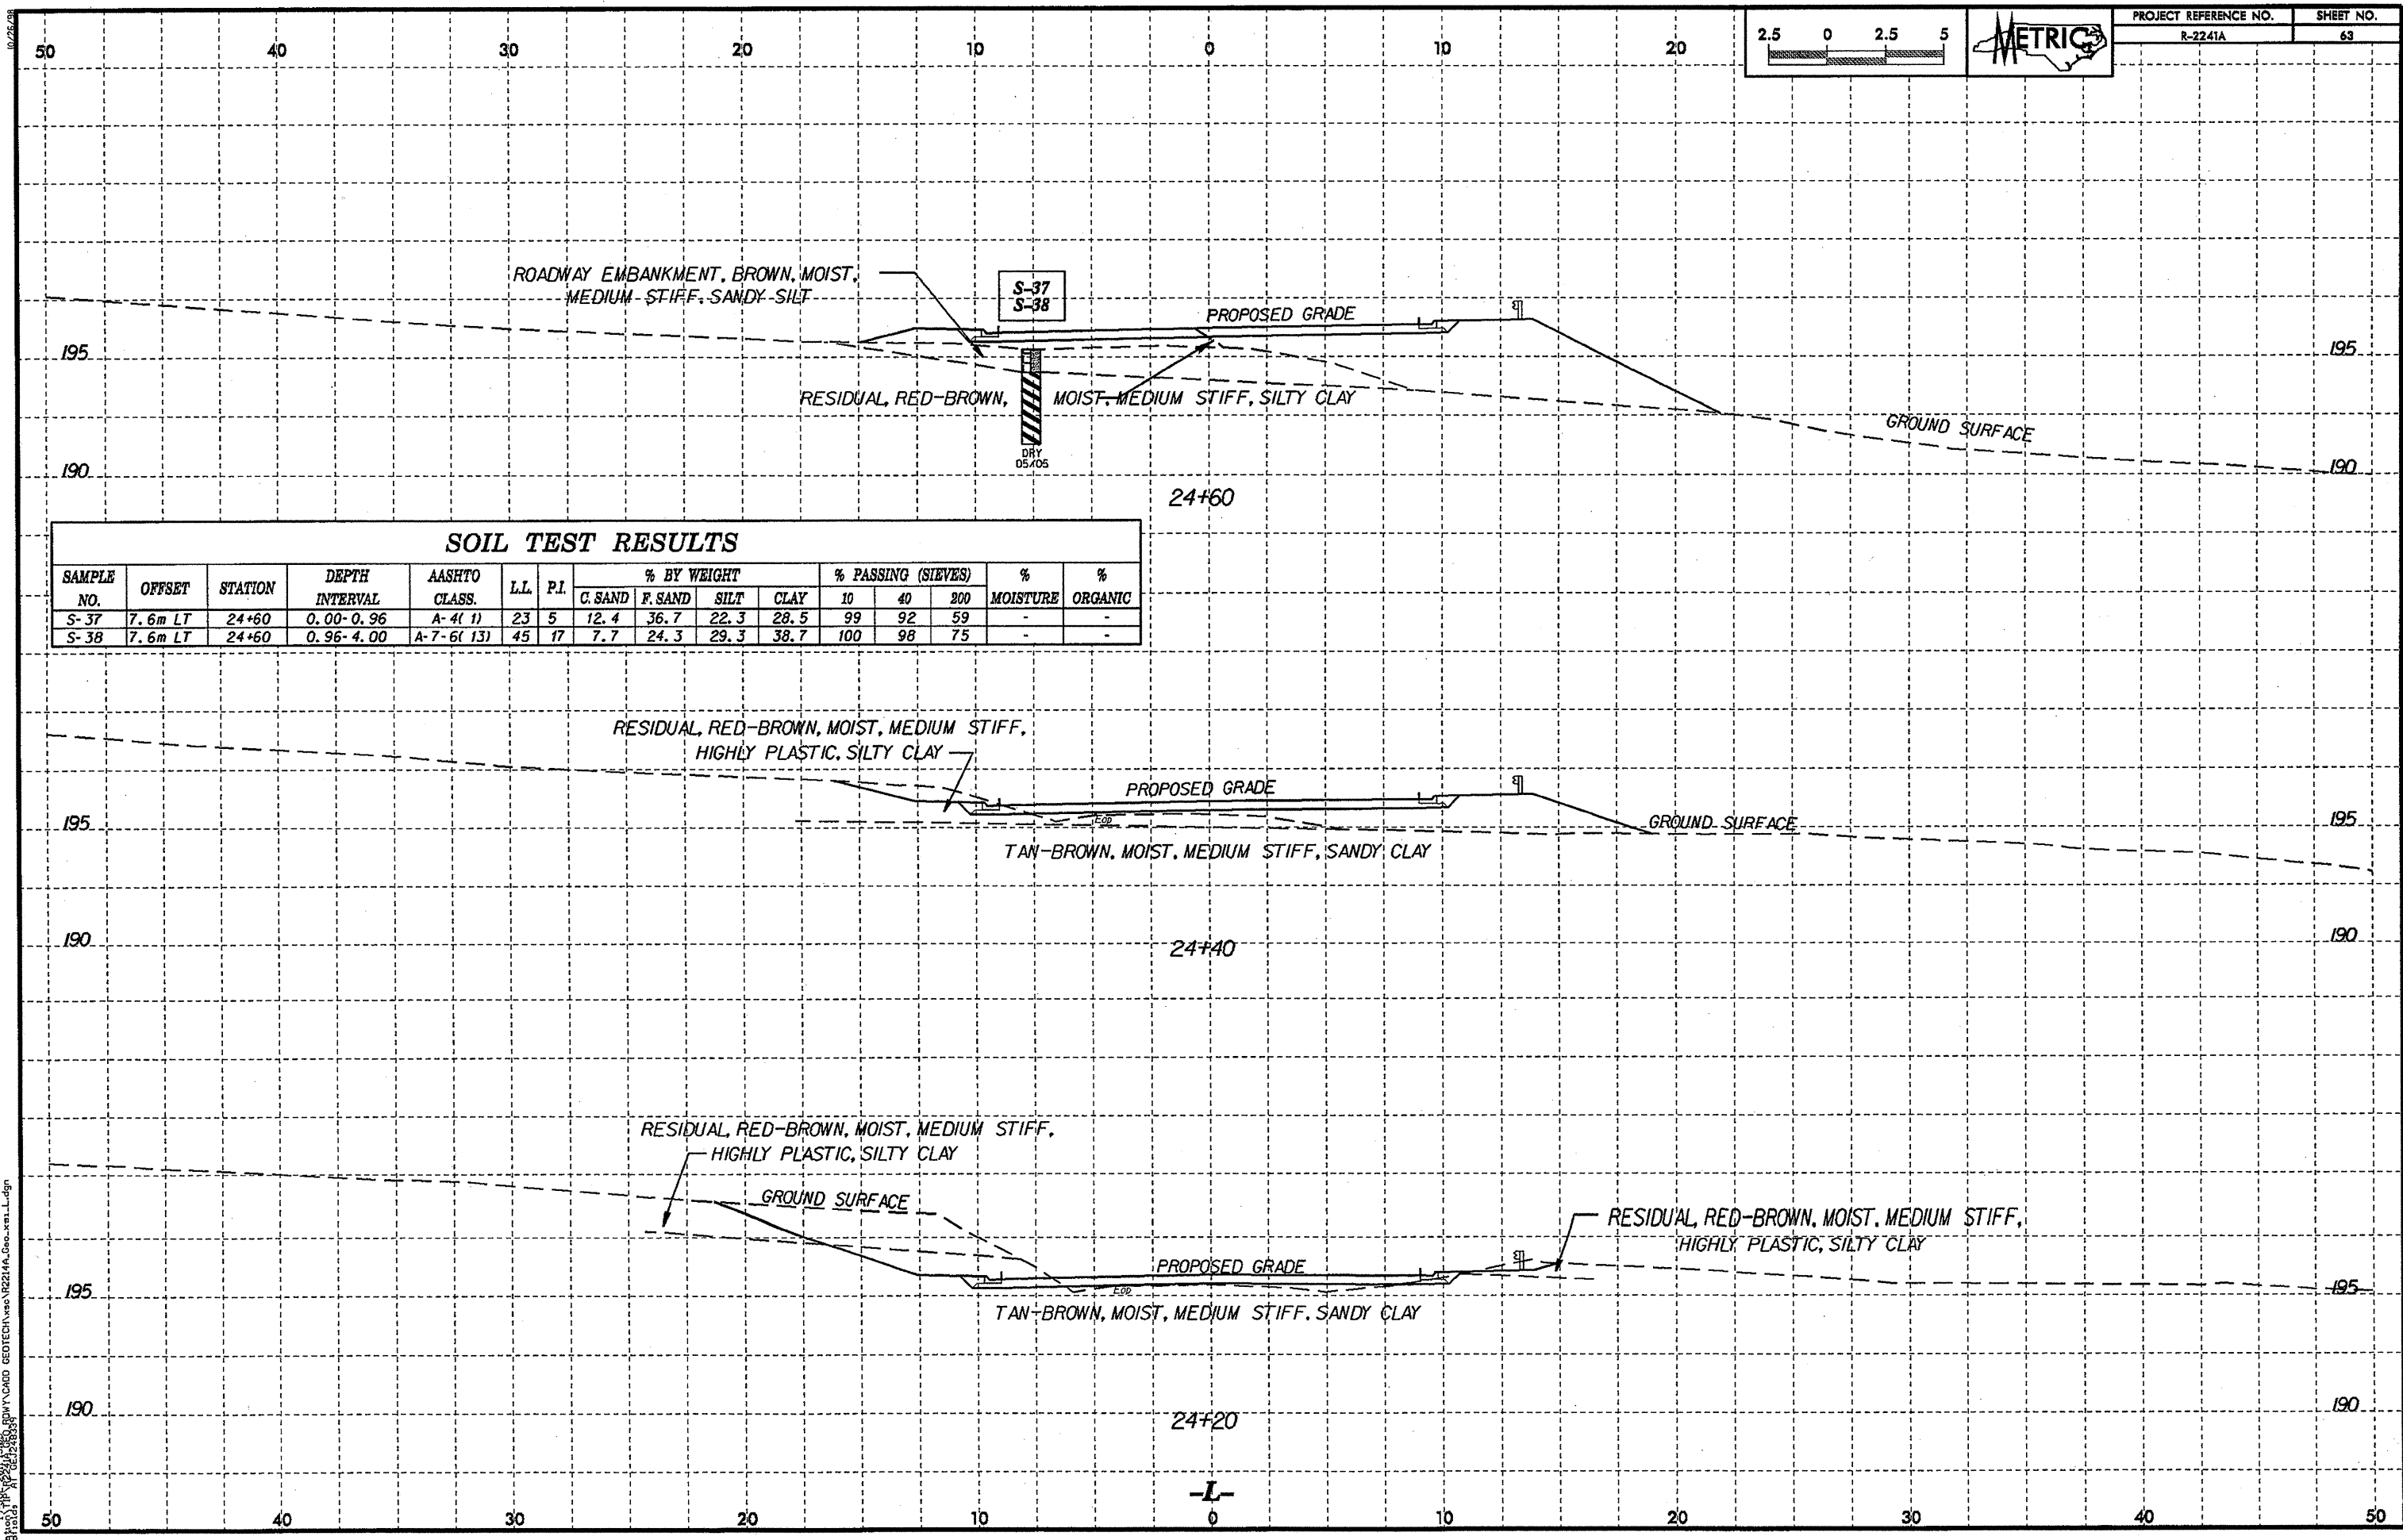 10/26/98
50 40 30 20 10 0 10 20
2.5 0 2.5 5
METRIC
PROJECT REFERENCE NO. SHEET NO.
R-2241A 63
ROADWAY EMBANKMENT, BROWN, MOIST,
MEDIUM STIFF, SANDY SILT
S-37
S-38
PROPOSED GRADE
195 195
RESIDUAL, RED-BROWN, MOIST, MEDIUM STIFF, SILTY CLAY
GROUND SURFACE
DRY
05/05
190 190
24+60
SOIL TEST RESULTS
SAMPLE NO. OFFSET STATION DEPTH INTERVAL AASHTO CLASS. L.L. P.I. % BY WEIGHT % PASSING (SIEVES) % MOISTURE % ORGANIC
C. SAND F. SAND SILT CLAY 10 40 200
S-37 7.6m LT 24+60 0.00-0.96 A-4( 1) 23 5 12.4 36.7 22.3 28.5 99 92 59 - -
S-38 7.6m LT 24+60 0.96-4.00 A-7-6( 13) 45 17 7.7 24.3 29.3 38.7 100 98 75 - -
RESIDUAL, RED-BROWN, MOIST, MEDIUM STIFF,
HIGHLY PLASTIC, SILTY CLAY
PROPOSED GRADE
195 195
EOP
GROUND SURFACE
TAN-BROWN, MOIST, MEDIUM STIFF, SANDY CLAY
190 190
24+40
RESIDUAL, RED-BROWN, MOIST, MEDIUM STIFF,
HIGHLY PLASTIC, SILTY CLAY
GROUND SURFACE
RESIDUAL, RED-BROWN, MOIST, MEDIUM STIFF,
HIGHLY PLASTIC, SILTY CLAY
PROPOSED GRADE
195 195
EOP
TAN-BROWN, MOIST, MEDIUM STIFF, SANDY CLAY
190 190
24+20
-L-
50 40 30 20 10 0 10 20 30 40 50